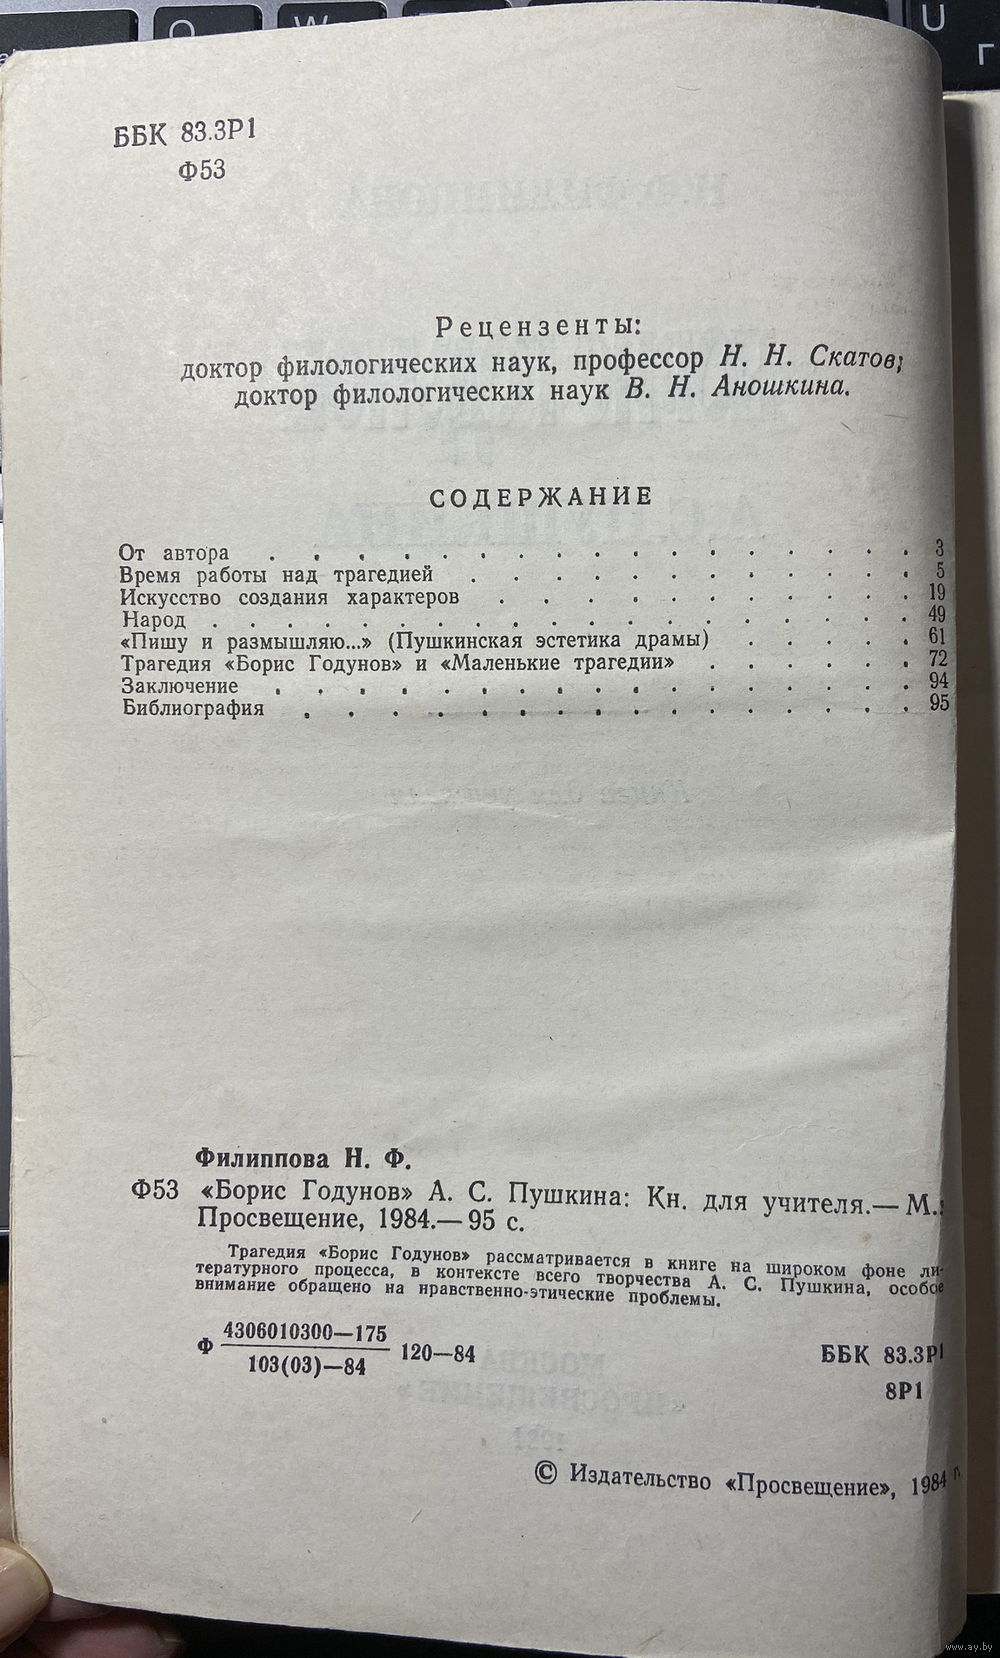 ББК 83.3Р1
Ф53
Рецензенты:
доктор филологических наук, профессор Н. Н. Скатов;
доктор филологических наук В. Н. Аношкина.
СОДЕРЖАНИЕ
От автора . . . . . . . . . . . . . . . 3
Время работы над трагедией . . . . . . . . . . . 5
Искусство создания характеров . . . . . . . . . . 19
Народ . . . . . . . . . . . . . . . . . 49
«Пишу и размышляю...» (Пушкинская эстетика драмы) . . . . 61
Трагедия «Борис Годунов» и «Маленькие трагедии» . . . . . 72
Заключение . . . . . . . . . . . . . . . 94
Библиография . . . . . . . . . . . . . . 95
Филиппова Н. Ф.
Ф53 «Борис Годунов» А. С. Пушкина: Кн. для учителя.— М.:
Просвещение, 1984.— 95 с.
Трагедия «Борис Годунов» рассматривается в книге на широком фоне ли-
тературного процесса, в контексте всего творчества А. С. Пушкина, особое
внимание обращено на нравственно-этические проблемы.
Ф 4306010300—175
103(03)—84 120—84
ББК 83.3Р1
8Р1
© Издательство «Просвещение», 1984 г.
www.ay.by